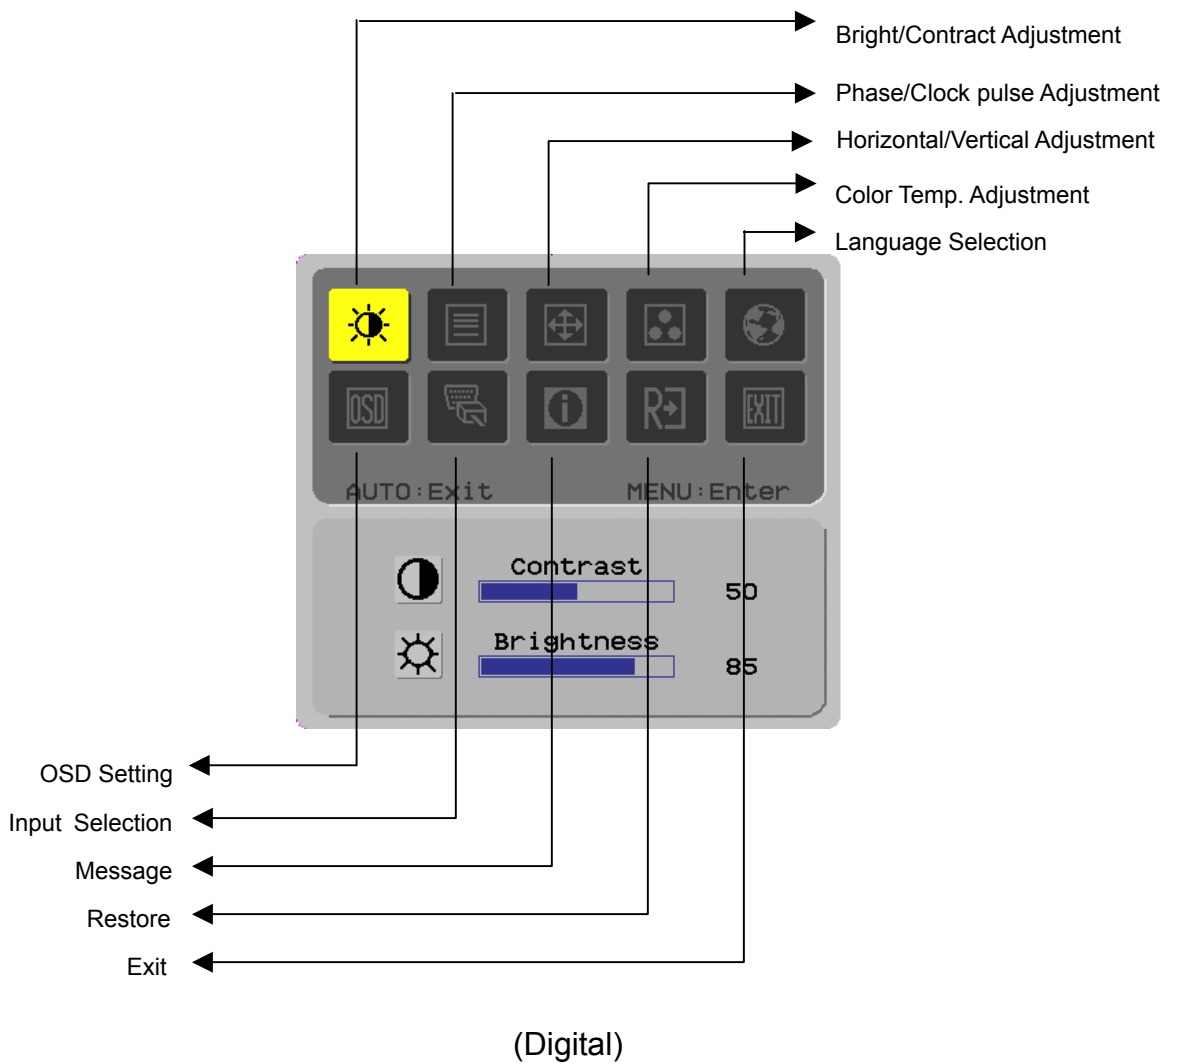 Bright/Contract Adjustment
Phase/Clock pulse Adjustment
Horizontal/Vertical Adjustment
Color Temp. Adjustment
Language Selection
OSD
i
R
EXIT
AUTO:Exit MENU:Enter
Contrast
50
Brightness
85
OSD Setting
Input Selection
Message
Restore
Exit
(Digital)